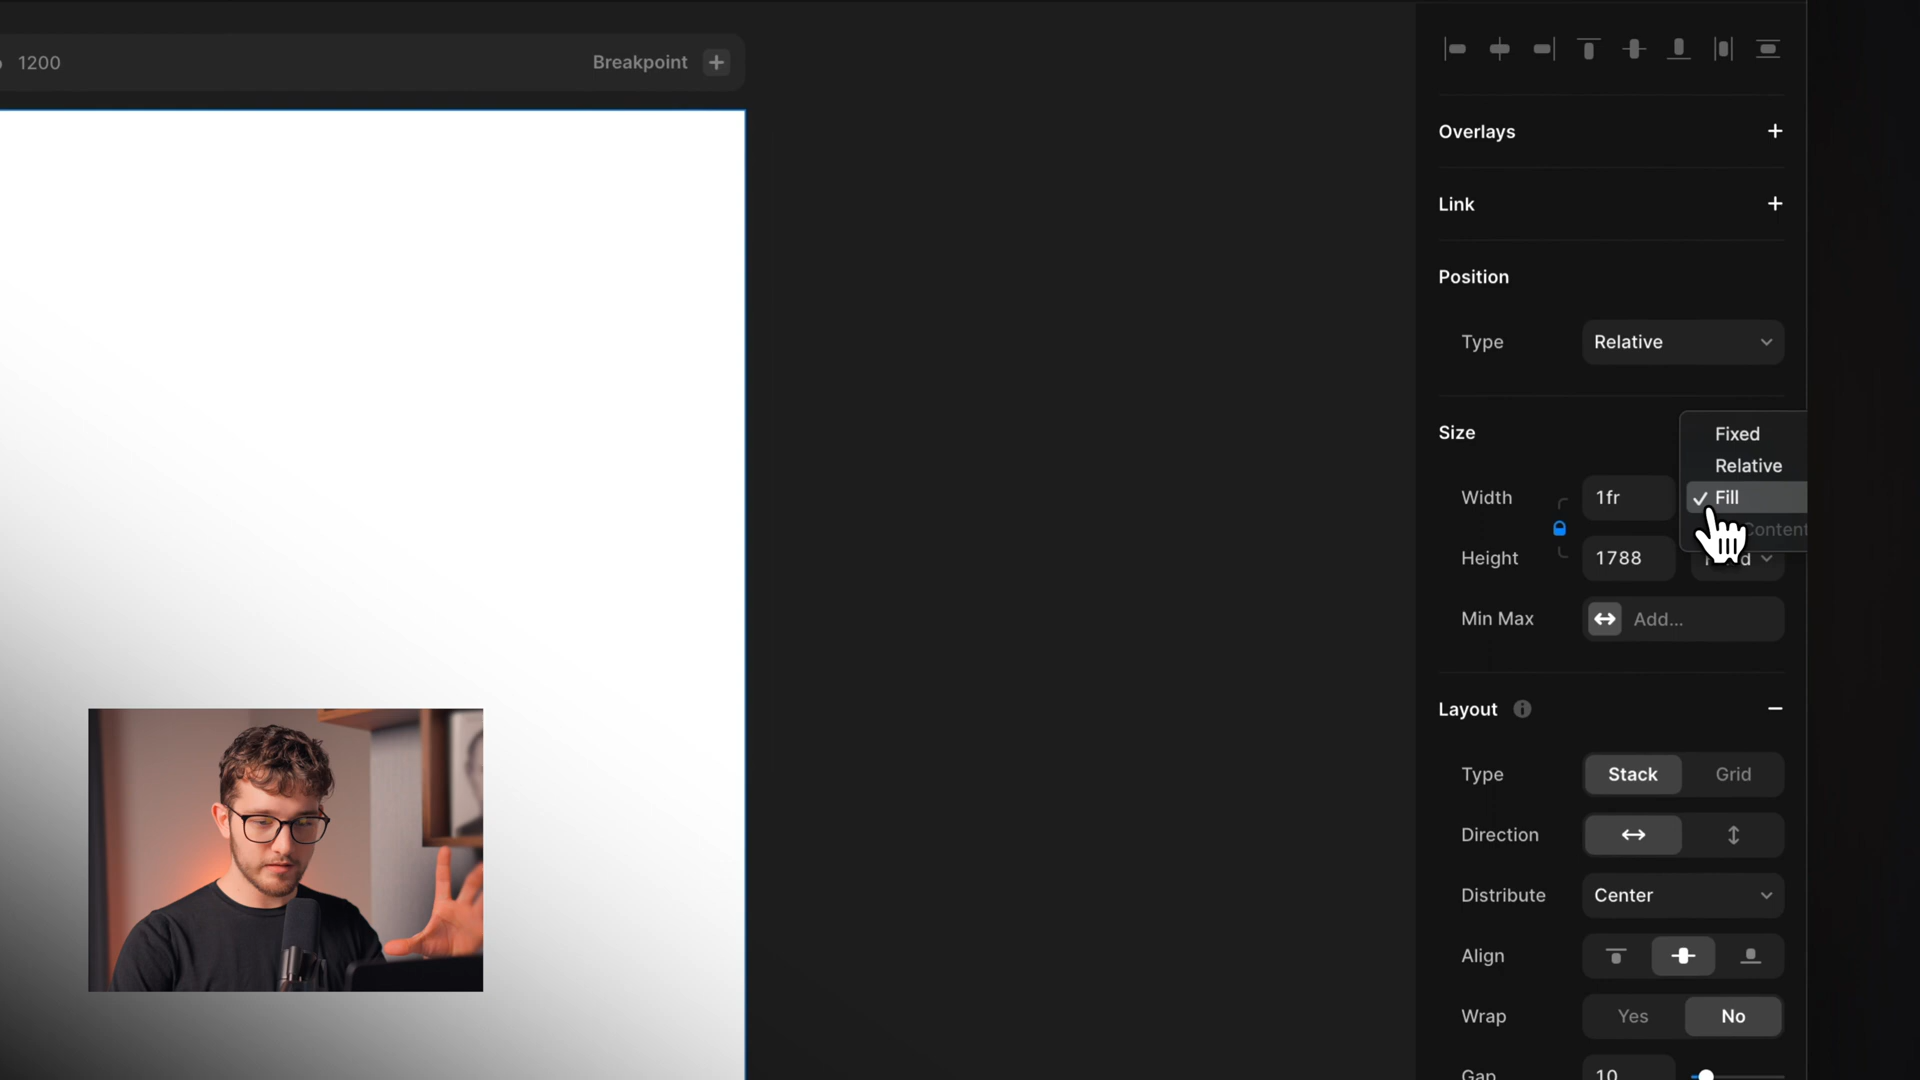 1200
Breakpoint
Overlays
Link
Position
Type
Relative
Size
Fixed
Relative
Width
1fr
Fill
Content
Height
1788
Min Max
Add...
Layout
Type
Stack
Grid
Direction
Distribute
Center
Align
Wrap
Yes
No
Gap
10